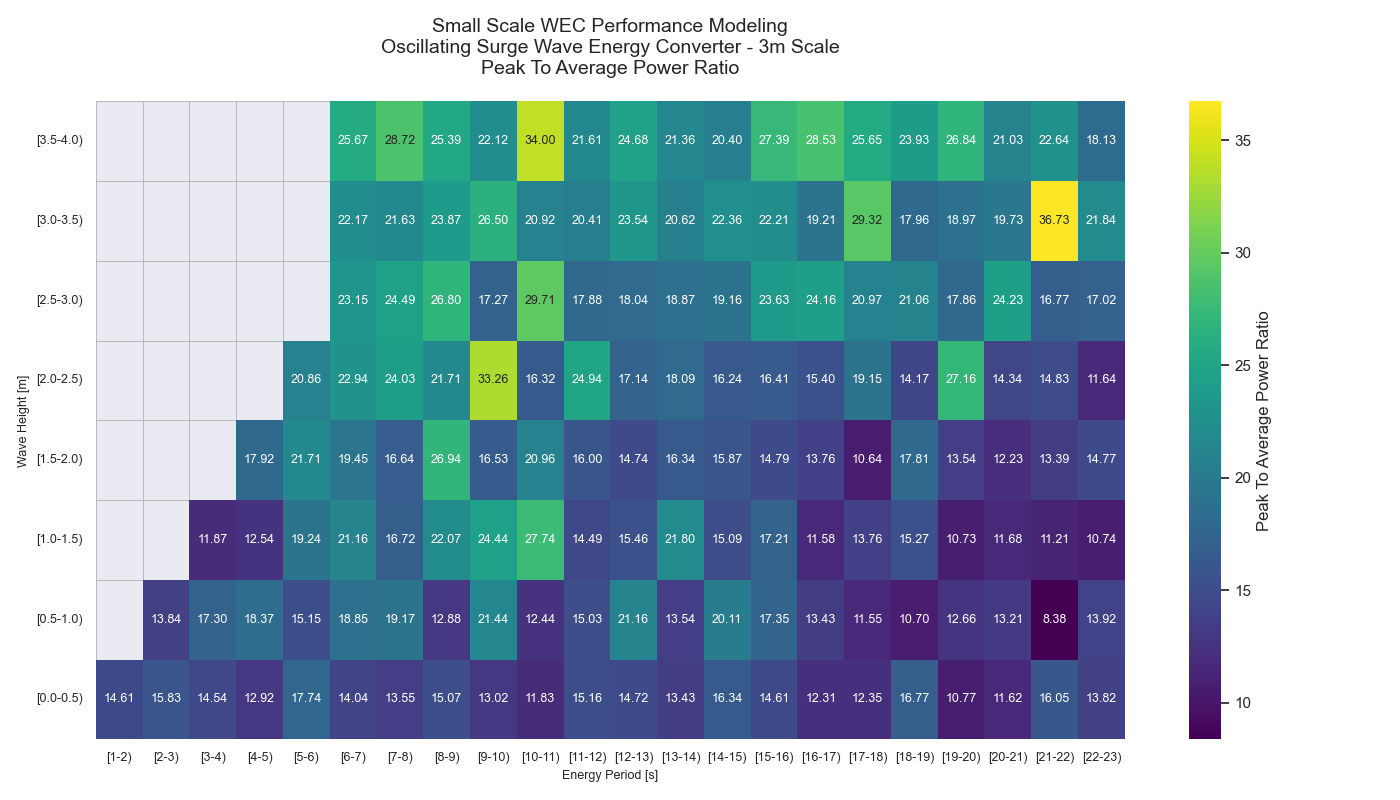 Small Scale WEC Performance Modeling
Oscillating Surge Wave Energy Converter - 3m Scale
Peak To Average Power Ratio
[3.5-4.0) 25.67 28.72 25.39 22.12 34.00 21.61 24.68 21.36 20.40 27.39 28.53 25.65 23.93 26.84 21.03 22.64 18.13
[3.0-3.5) 22.17 21.63 23.87 26.50 20.92 20.41 23.54 20.62 22.36 22.21 19.21 29.32 17.96 18.97 19.73 36.73 21.84
[2.5-3.0) 23.15 24.49 26.80 17.27 29.71 17.88 18.04 18.87 19.16 23.63 24.16 20.97 21.06 17.86 24.23 16.77 17.02
[2.0-2.5) 20.86 22.94 24.03 21.71 33.26 16.32 24.94 17.14 18.09 16.24 16.41 15.40 19.15 14.17 27.16 14.34 14.83 11.64
[1.5-2.0) 17.92 21.71 19.45 16.64 26.94 16.53 20.96 16.00 14.74 16.34 15.87 14.79 13.76 10.64 17.81 13.54 12.23 13.39 14.77
[1.0-1.5) 11.87 12.54 19.24 21.16 16.72 22.07 24.44 27.74 14.49 15.46 21.80 15.09 17.21 11.58 13.76 15.27 10.73 11.68 11.21 10.74
[0.5-1.0) 13.84 17.30 18.37 15.15 18.85 19.17 12.88 21.44 12.44 15.03 21.16 13.54 20.11 17.35 13.43 11.55 10.70 12.66 13.21 8.38 13.92
[0.0-0.5) 14.61 15.83 14.54 12.92 17.74 14.04 13.55 15.07 13.02 11.83 15.16 14.72 13.43 16.34 14.61 12.31 12.35 16.77 10.77 11.62 16.05 13.82
[1-2) [2-3) [3-4) [4-5) [5-6) [6-7) [7-8) [8-9) [9-10) [10-11) [11-12) [12-13) [13-14) [14-15) [15-16) [16-17) [17-18) [18-19) [19-20) [20-21) [21-22) [22-23)
Energy Period [s]
Wave Height [m]
35
30
25
20
15
10
Peak To Average Power Ratio